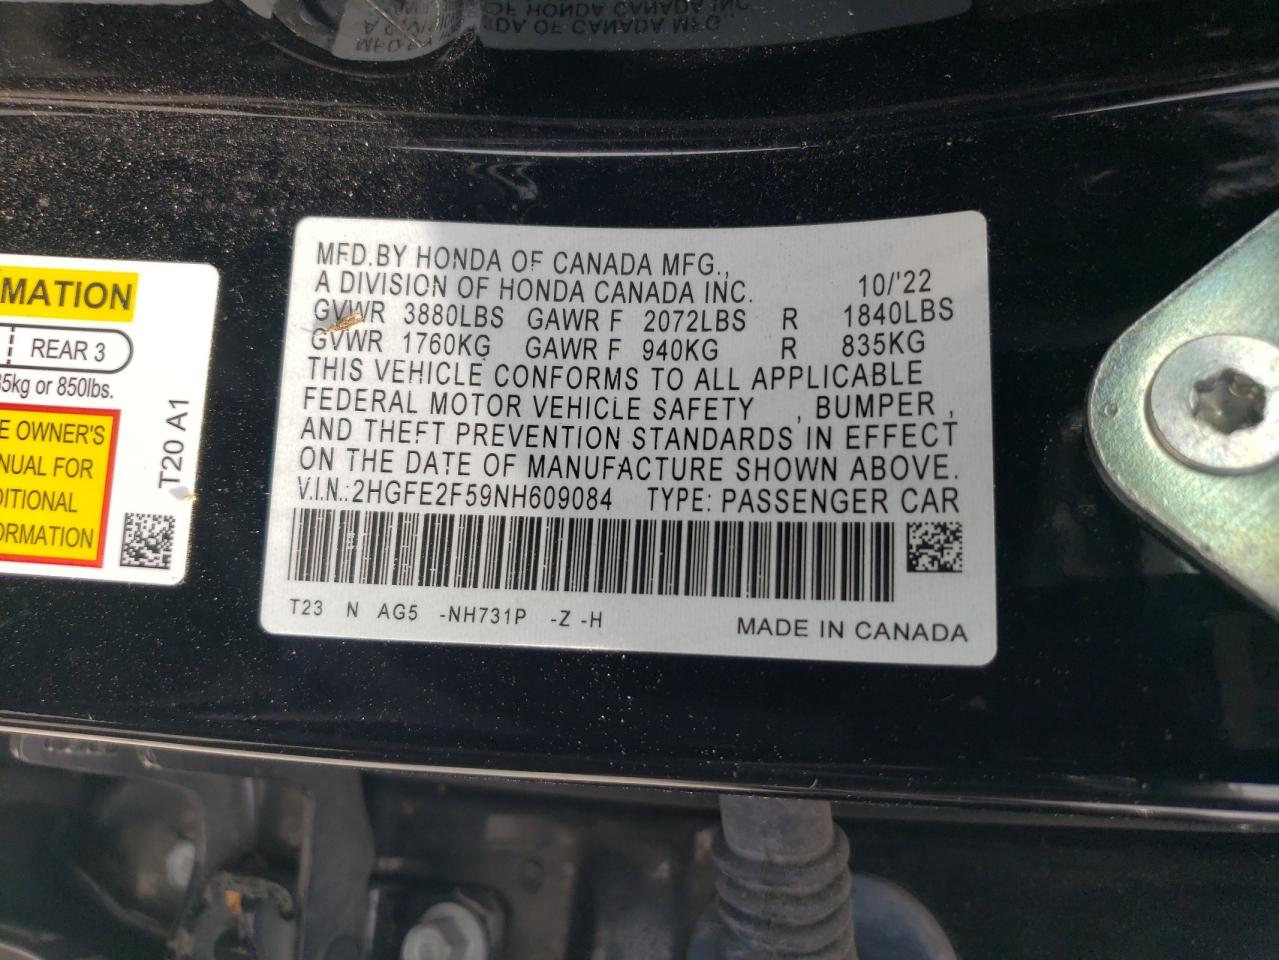 MFD.BY HONDA OF CANADA MFG.,
A DIVISION OF HONDA CANADA INC. 10/'22
GVWR 3880LBS GAWR F 2072LBS R 1840LBS
GVWR 1760KG GAWR F 940KG R 835KG
THIS VEHICLE CONFORMS TO ALL APPLICABLE
FEDERAL MOTOR VEHICLE SAFETY , BUMPER ,
AND THEFT PREVENTION STANDARDS IN EFFECT
ON THE DATE OF MANUFACTURE SHOWN ABOVE.
V.I.N.:2HGFE2F59NH609084 TYPE: PASSENGER CAR
T23 N AG5 -NH731P -Z -H MADE IN CANADA
MATION
REAR 3
5kg or 850lbs.
E OWNER'S
NUAL FOR
DITIONAL
ORMATION
T20 A1